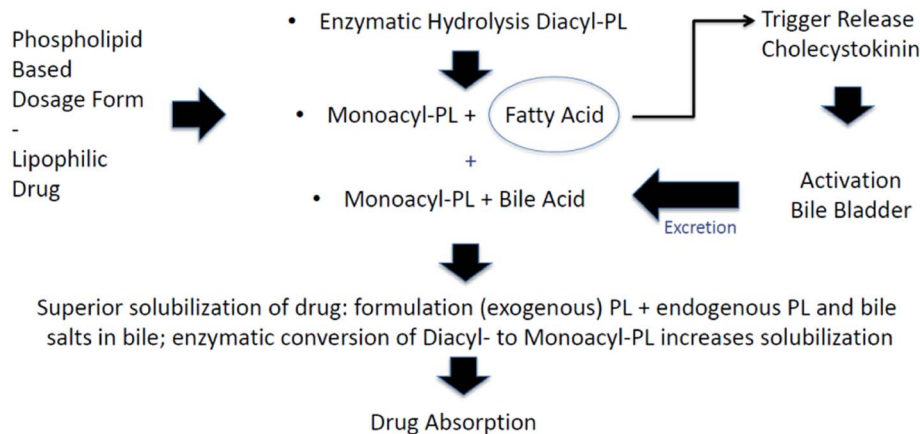 Phospholipid
Based
Dosage Form
-
Lipophilic
Drug
• Enzymatic Hydrolysis Diacyl-PL
• Monoacyl-PL + Fatty Acid
+
• Monoacyl-PL + Bile Acid
Trigger Release
Cholecystokinin
Activation
Bile Bladder
Excretion
Superior solubilization of drug: formulation (exogenous) PL + endogenous PL and bile
salts in bile; enzymatic conversion of Diacyl- to Monoacyl-PL increases solubilization
Drug Absorption